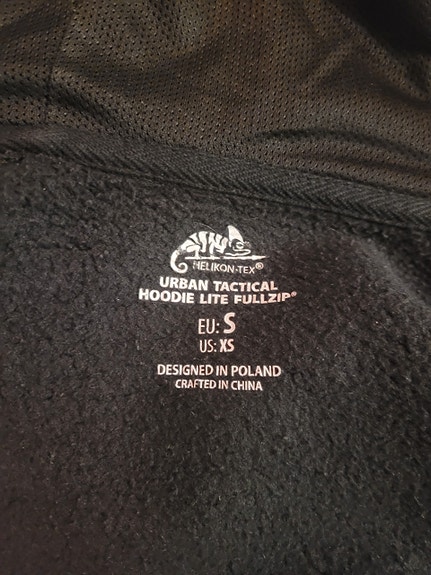 HELIKON-TEX®
URBAN TACTICAL
HOODIE LITE FULLZIP®
EU: S
US: XS
DESIGNED IN POLAND
CRAFTED IN CHINA